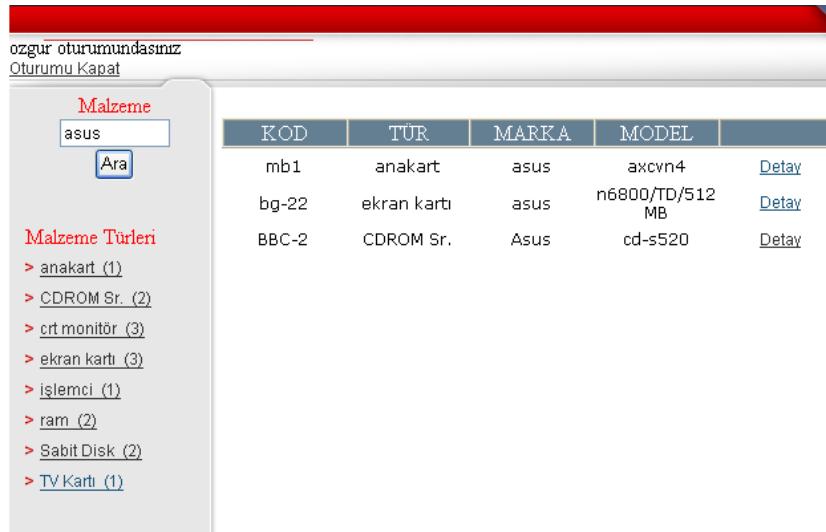 ozgur oturumundasınız
Oturumu Kapat
Malzeme
asus
Ara
Malzeme Türleri
> anakart (1)
> CDROM Sr. (2)
> crt monitör (3)
> ekran kartı (3)
> işlemci (1)
> ram (2)
> Sabit Disk (2)
> TV Kartı (1)
KOD TÜR MARKA MODEL
mb1 anakart asus axcvn4 Detay
bg-22 ekran kartı asus n6800/TD/512 MB Detay
BBC-2 CDROM Sr. Asus cd-s520 Detay